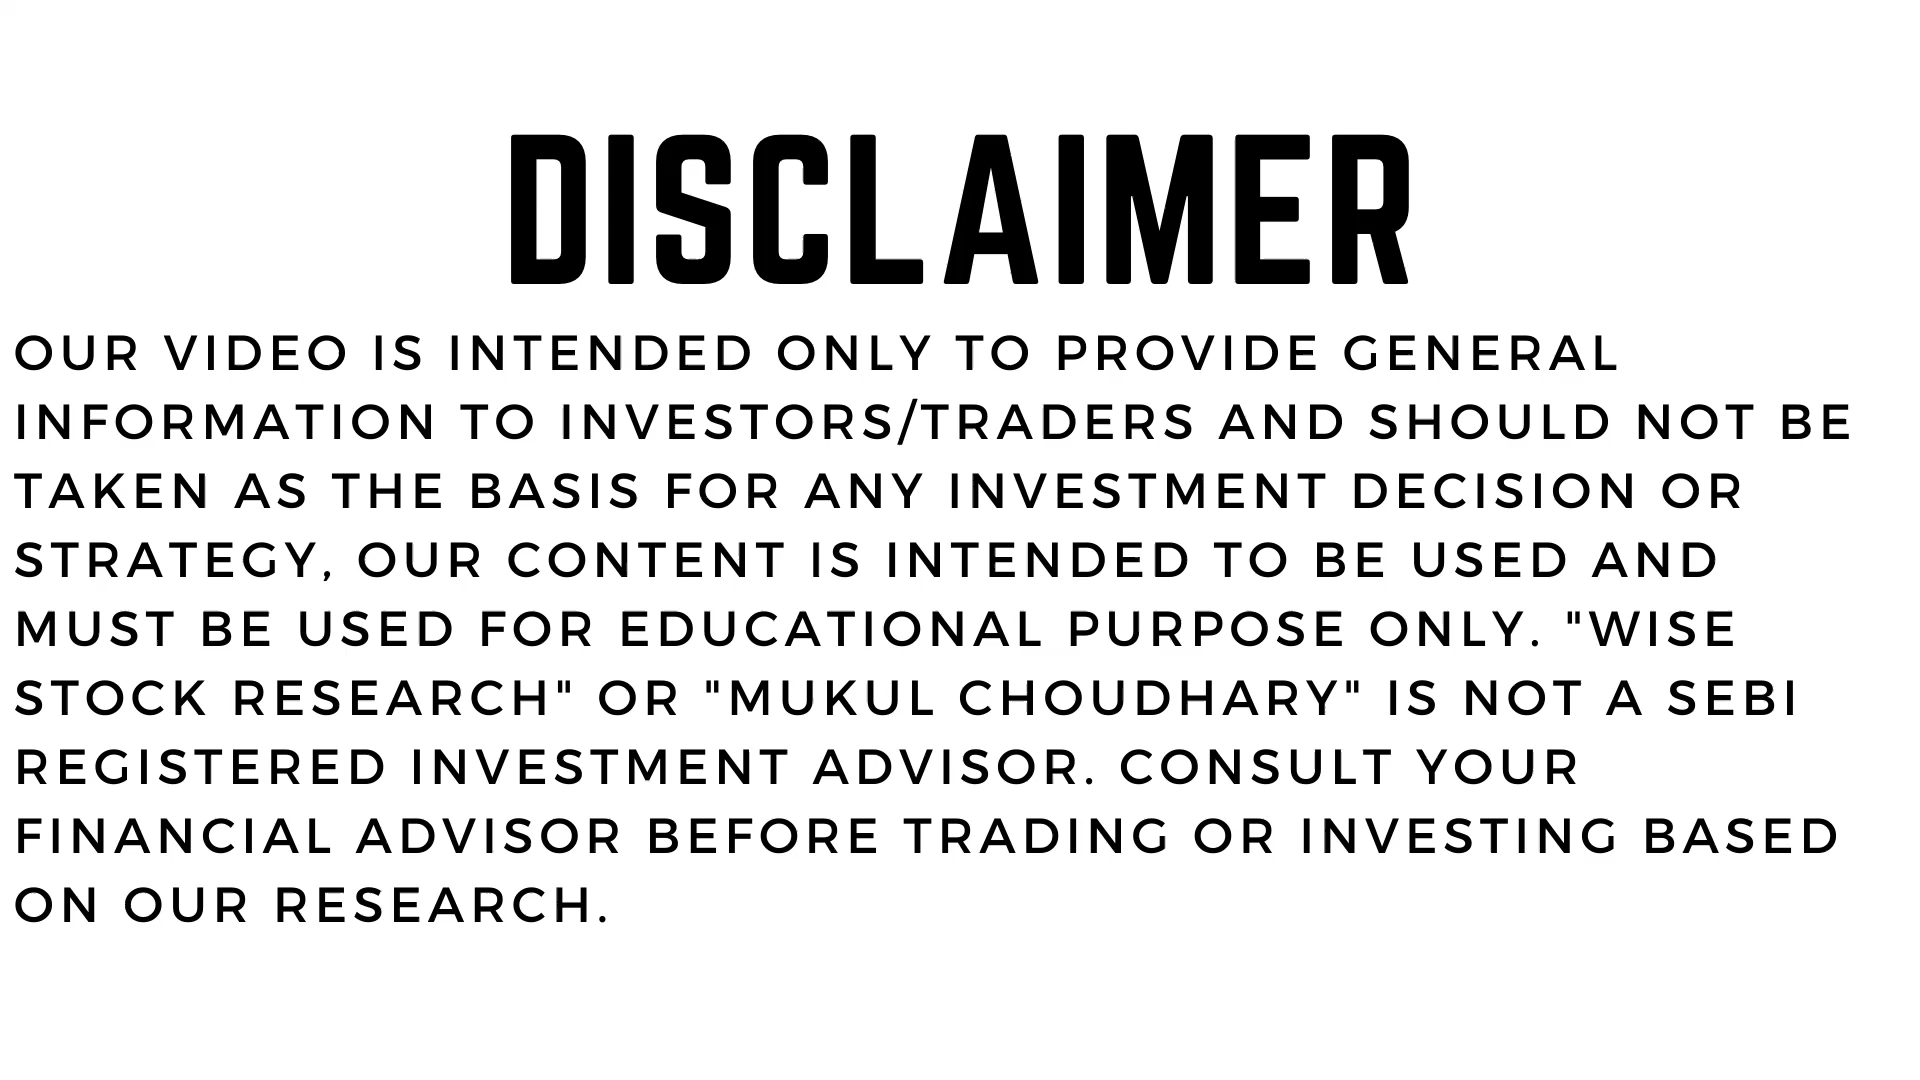 DISCLAIMER
OUR VIDEO IS INTENDED ONLY TO PROVIDE GENERAL
INFORMATION TO INVESTORS/TRADERS AND SHOULD NOT BE
TAKEN AS THE BASIS FOR ANY INVESTMENT DECISION OR
STRATEGY, OUR CONTENT IS INTENDED TO BE USED AND
MUST BE USED FOR EDUCATIONAL PURPOSE ONLY. "WISE
STOCK RESEARCH" OR "MUKUL CHOUDHARY" IS NOT A SEBI
REGISTERED INVESTMENT ADVISOR. CONSULT YOUR
FINANCIAL ADVISOR BEFORE TRADING OR INVESTING BASED
ON OUR RESEARCH.